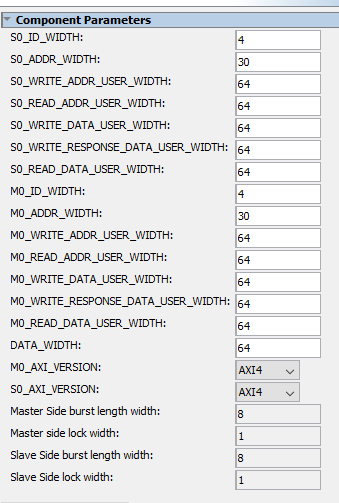 Component Parameters
S0_ID_WIDTH: 4
S0_ADDR_WIDTH: 30
S0_WRITE_ADDR_USER_WIDTH: 64
S0_READ_ADDR_USER_WIDTH: 64
S0_WRITE_DATA_USER_WIDTH: 64
S0_WRITE_RESPONSE_DATA_USER_WIDTH: 64
S0_READ_DATA_USER_WIDTH: 64
M0_ID_WIDTH: 4
M0_ADDR_WIDTH: 30
M0_WRITE_ADDR_USER_WIDTH: 64
M0_READ_ADDR_USER_WIDTH: 64
M0_WRITE_DATA_USER_WIDTH: 64
M0_WRITE_RESPONSE_DATA_USER_WIDTH: 64
M0_READ_DATA_USER_WIDTH: 64
DATA_WIDTH: 64
M0_AXI_VERSION: AXI4
S0_AXI_VERSION: AXI4
Master Side burst length width: 8
Master side lock width: 1
Slave Side burst length width: 8
Slave Side lock width: 1